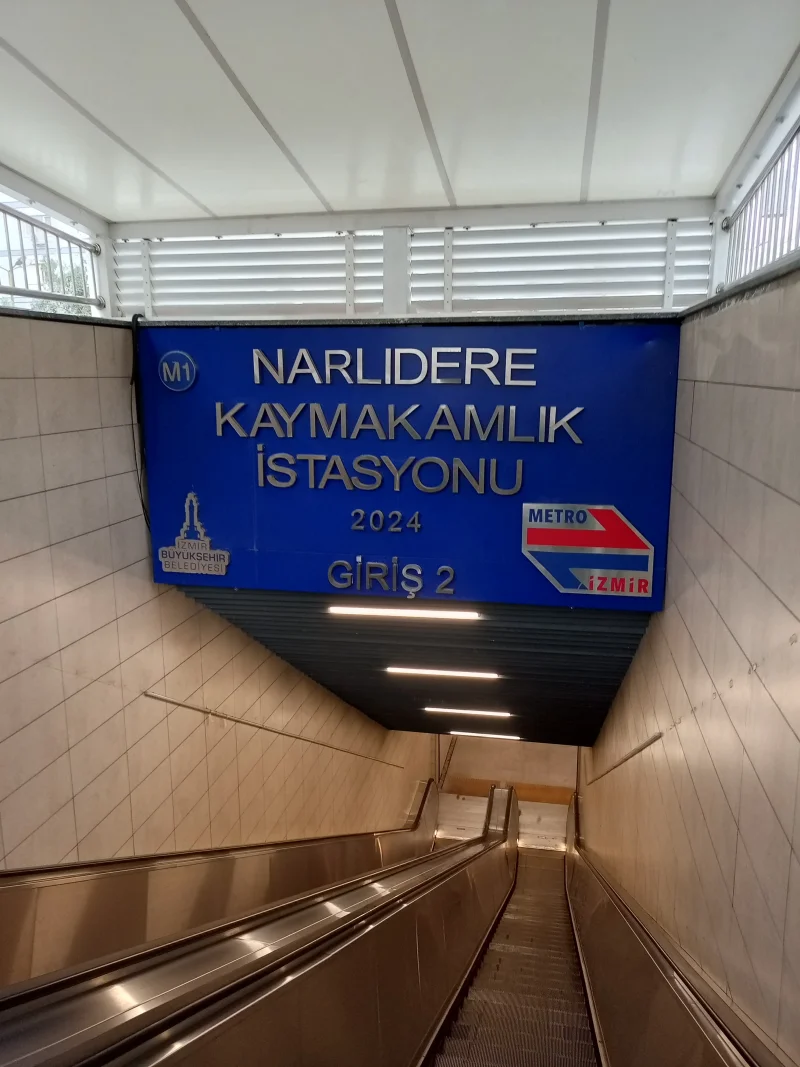 M1
NARLIDERE
KAYMAKAMLIK
İSTASYONU
2024
GİRİŞ 2
İZMİR
BÜYÜKŞEHİR
BELEDİYESİ
METRO
İZMİR